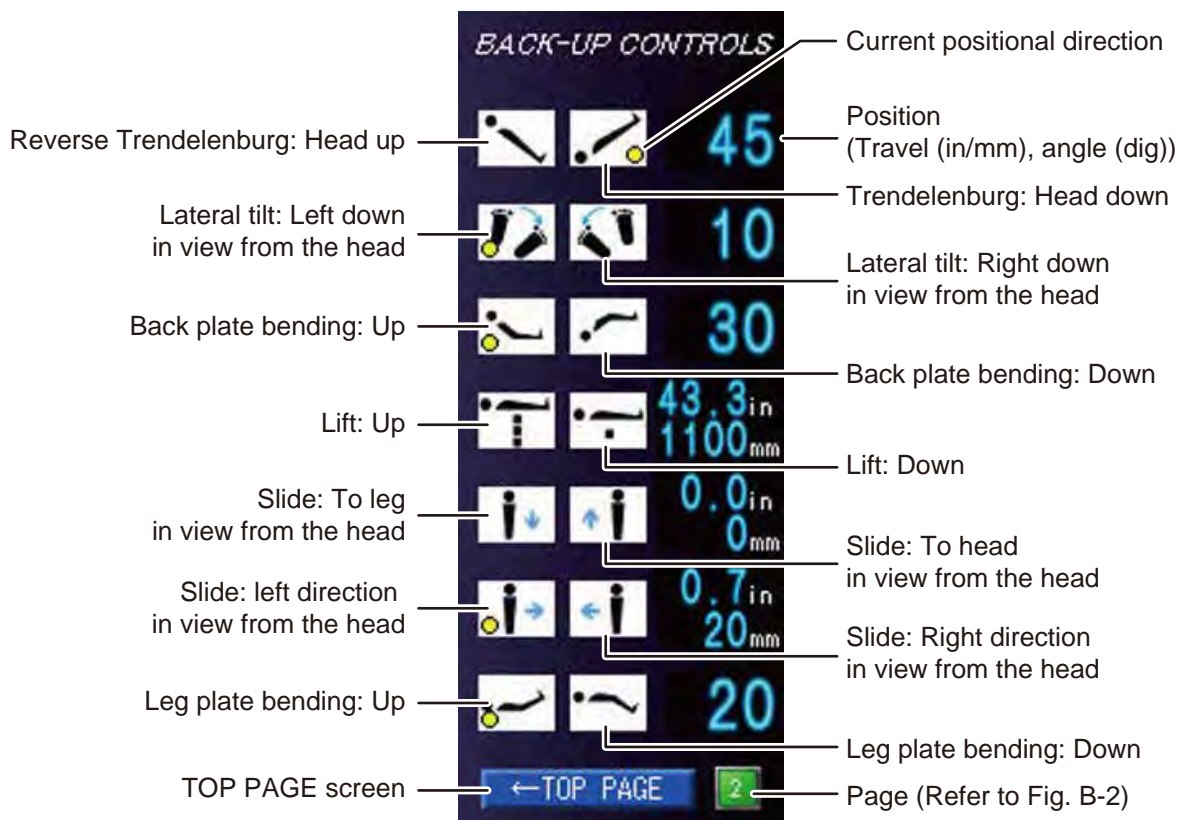 BACK-UP CONTROLS
Current positional direction
Reverse Trendelenburg: Head up
45
Position
(Travel (in/mm), angle (dig))
Trendelenburg: Head down
Lateral tilt: Left down
in view from the head
10
Lateral tilt: Right down
in view from the head
Back plate bending: Up
30
Back plate bending: Down
Lift: Up
43.3in
1100mm
Lift: Down
Slide: To leg
in view from the head
0.0in
0mm
Slide: To head
in view from the head
Slide: left direction
in view from the head
0.7in
20mm
Slide: Right direction
in view from the head
Leg plate bending: Up
20
Leg plate bending: Down
TOP PAGE screen
←TOP PAGE
2
Page (Refer to Fig. B-2)